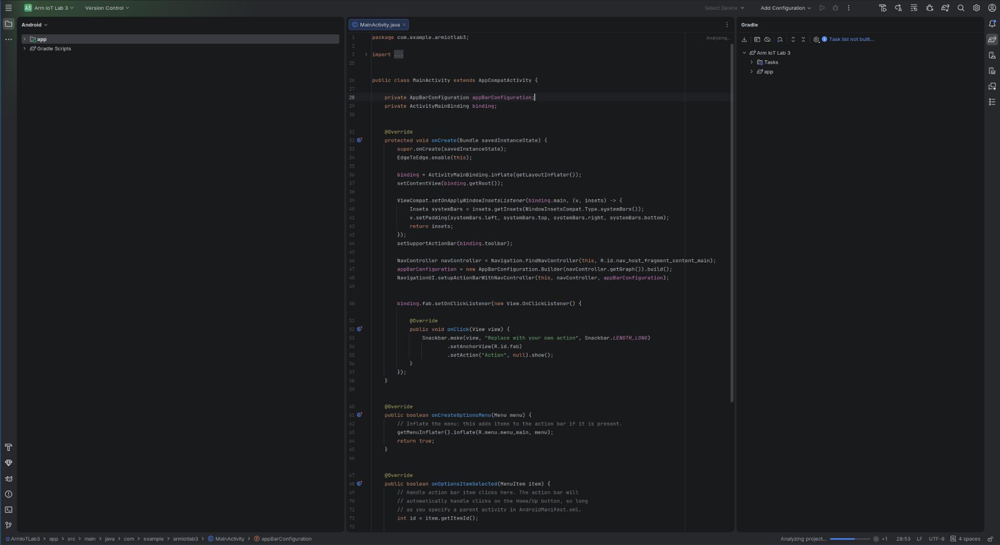 A3 Arm IoT Lab 3 Version Control Select Device Add Configuration
Android
app
Gradle Scripts
MainActivity.java
Analyzing...
1 package com.example.armiotlab3;
2
3 import ...
25
26 public class MainActivity extends AppCompatActivity {
27
28 private AppBarConfiguration appBarConfiguration;
29 private ActivityMainBinding binding;
30
31 @Override
32 protected void onCreate(Bundle savedInstanceState) {
33 super.onCreate(savedInstanceState);
34 EdgeToEdge.enable(this);
35
36 binding = ActivityMainBinding.inflate(getLayoutInflater());
37 setContentView(binding.getRoot());
38
39 ViewCompat.setOnApplyWindowInsetsListener(binding.main, (v, insets) -> {
40 Insets systemBars = insets.getInsets(WindowInsetsCompat.Type.systemBars());
41 v.setPadding(systemBars.left, systemBars.top, systemBars.right, systemBars.bottom);
42 return insets;
43 });
44 setSupportActionBar(binding.toolbar);
45
46 NavController navController = Navigation.findNavController(this, R.id.nav_host_fragment_content_main);
47 appBarConfiguration = new AppBarConfiguration.Builder(navController.getGraph()).build();
48 NavigationUI.setupActionBarWithNavController(this, navController, appBarConfiguration);
49
50 binding.fab.setOnClickListener(new View.OnClickListener() {
51 @Override
52 public void onClick(View view) {
53 Snackbar.make(view, "Replace with your own action", Snackbar.LENGTH_LONG)
54 .setAnchorView(R.id.fab)
55 .setAction("Action", null).show();
56 }
57 });
58 }
59
60 @Override
61 public boolean onCreateOptionsMenu(Menu menu) {
62 // Inflate the menu; this adds items to the action bar if it is present.
63 getMenuInflater().inflate(R.menu.menu_main, menu);
64 return true;
65 }
66
67 @Override
68 public boolean onOptionsItemSelected(MenuItem item) {
69 // Handle action bar item clicks here. The action bar will
70 // automatically handle clicks on the Home/Up button, so long
71 // as you specify a parent activity in AndroidManifest.xml.
72 int id = item.getItemId();
73
Gradle
Task list not built...
Arm IoT Lab 3
Tasks
app
ArmIoTLab3 > app > src > main > java > com > example > armiotlab3 > MainActivity > appBarConfiguration
Analyzing project... +1 28:53 LF UTF-8 4 spaces